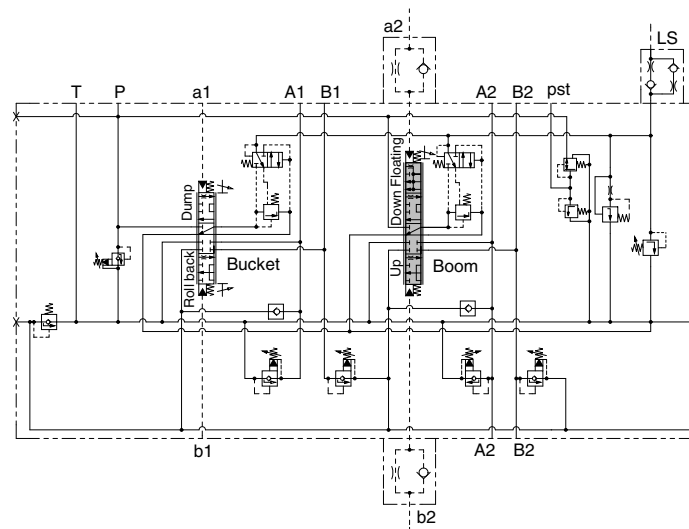 a2
LS
T
P
a1
A1
B1
A2
B2
pst
Dump
Down Floating
Roll back
Bucket
Up
Boom
b1
A2
B2
b2